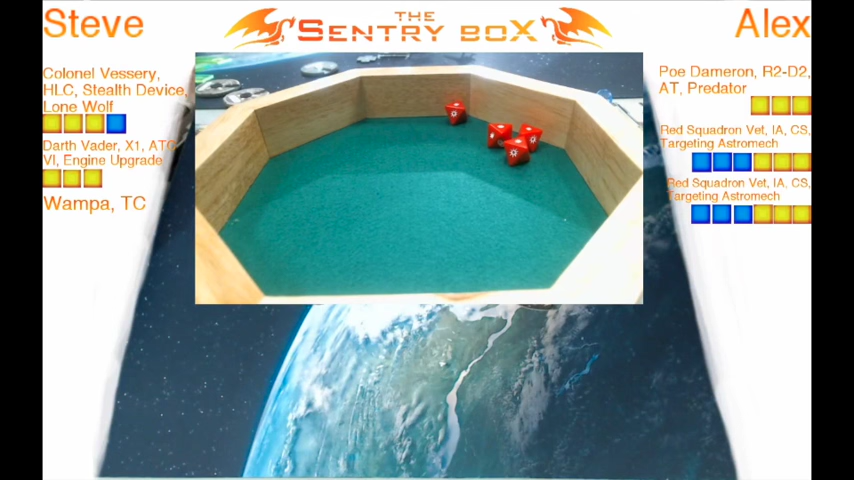 Steve
THE
SENTRY BOX
Alex
Colonel Vessery,
HLC, Stealth Device,
Lone Wolf
Darth Vader, X1, ATC
VI, Engine Upgrade
Wampa, TC
Poe Dameron, R2-D2,
AT, Predator
Red Squadron Vet, IA, CS,
Targeting Astromech
Red Squadron Vet, IA, CS,
Targeting Astromech